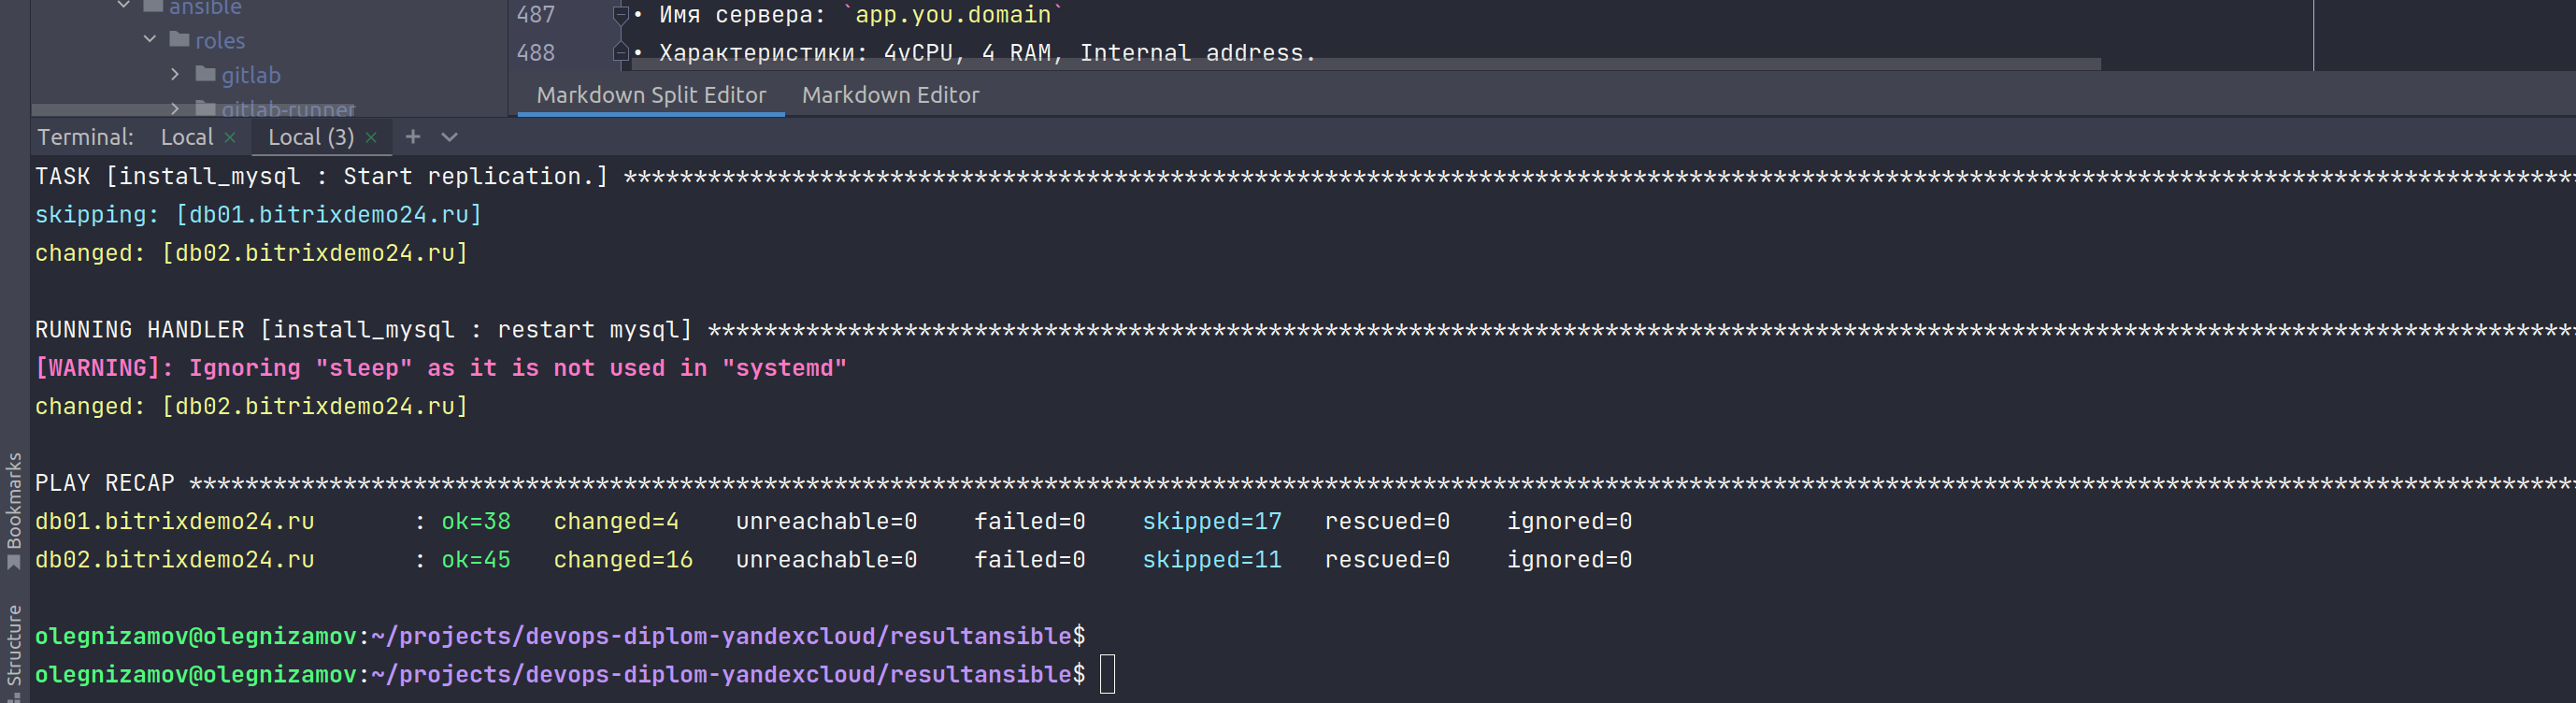 ansible
roles
gitlab
gitlab-runner
487 • Имя сервера: `app.you.domain`
488 • Характеристики: 4vCPU, 4 RAM, Internal address.
Markdown Split Editor Markdown Editor
Terminal: Local × Local (3) × +
TASK [install_mysql : Start replication.] ****************************************************************************************************************************************
skipping: [db01.bitrixdemo24.ru]
changed: [db02.bitrixdemo24.ru]
RUNNING HANDLER [install_mysql : restart mysql] **********************************************************************************************************************************
[WARNING]: Ignoring "sleep" as it is not used in "systemd"
changed: [db02.bitrixdemo24.ru]
PLAY RECAP ***********************************************************************************************************************************************************************
db01.bitrixdemo24.ru : ok=38 changed=4 unreachable=0 failed=0 skipped=17 rescued=0 ignored=0
db02.bitrixdemo24.ru : ok=45 changed=16 unreachable=0 failed=0 skipped=11 rescued=0 ignored=0
olegnizamov@olegnizamov:~/projects/devops-diplom-yandexcloud/resultansible$
olegnizamov@olegnizamov:~/projects/devops-diplom-yandexcloud/resultansible$
Bookmarks
Structure